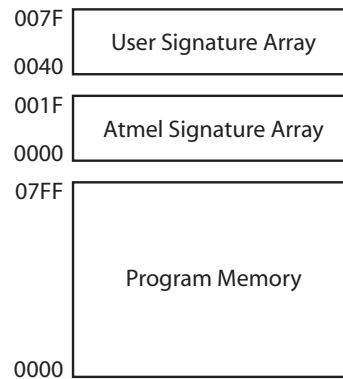 007F
User Signature Array
0040
001F
Atmel Signature Array
0000
07FF
Program Memory
0000